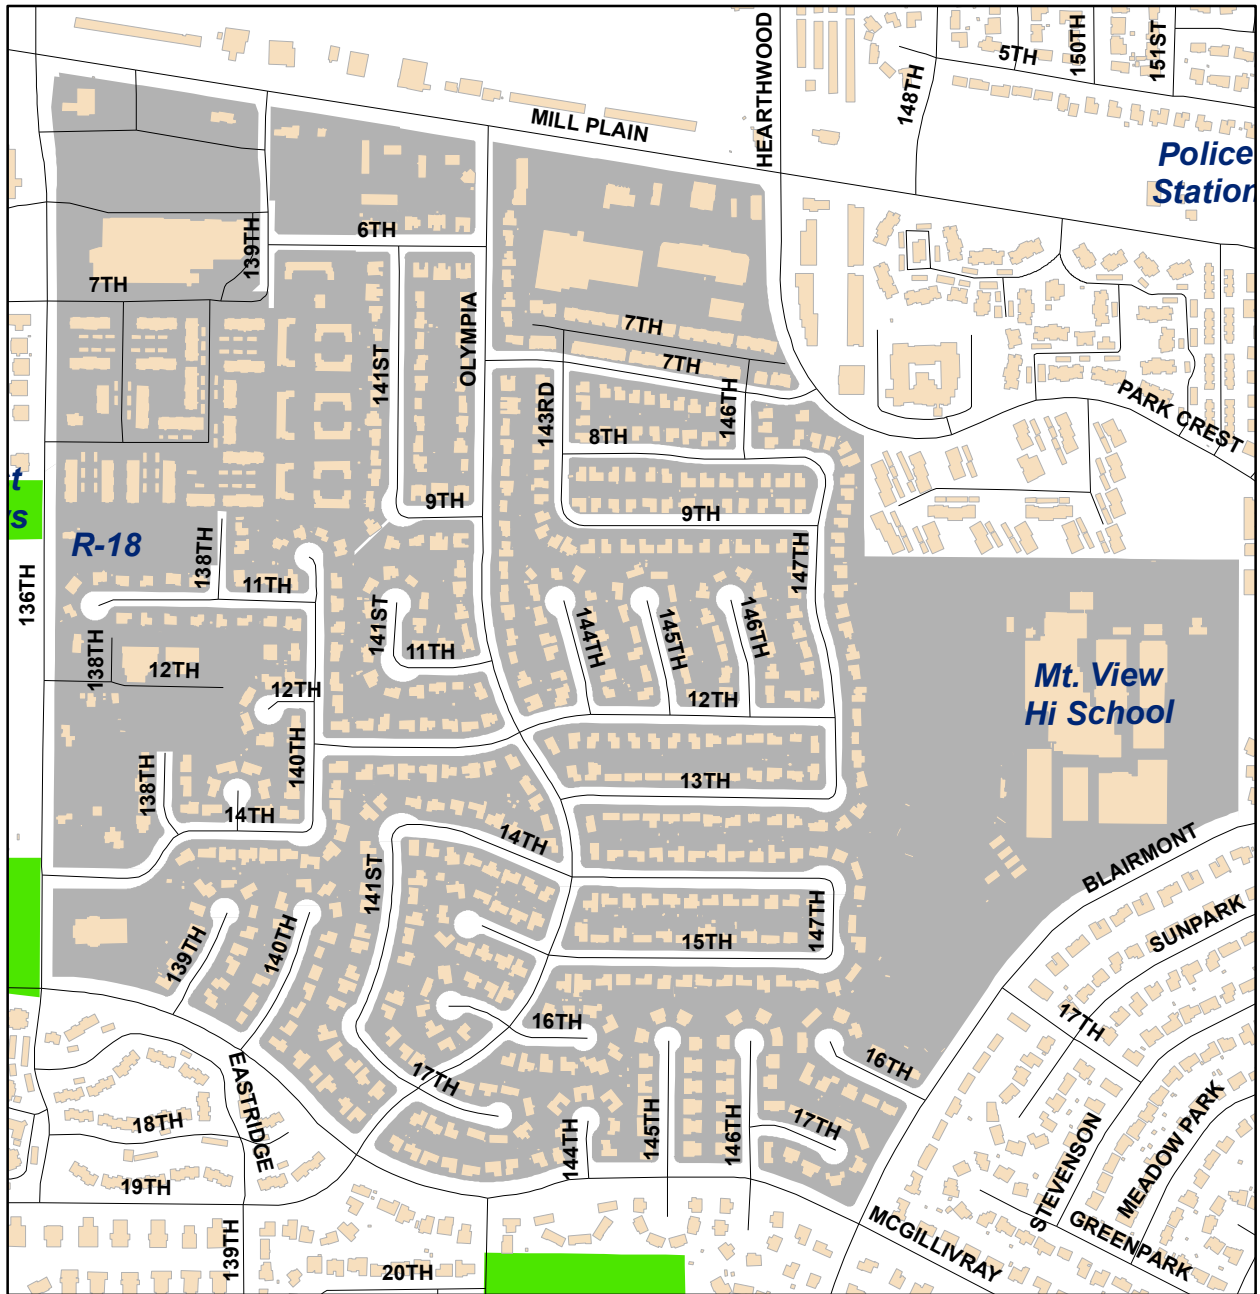 HEARTHWOOD
5TH
150TH
151ST
148TH
MILL PLAIN
Police
Station
6TH
139TH
7TH
OLYMPIA
7TH
7TH
141ST
143RD
146TH
PARK CREST
8TH
9TH
9TH
t
s
R-18
138TH
147TH
136TH
11TH
141ST
144TH
145TH
146TH
138TH
12TH
11TH
12TH
12TH
Mt. View
Hi School
140TH
138TH
13TH
14TH
14TH
BLAIRMONT
141ST
147TH
SUNPARK
139TH
140TH
15TH
16TH
17TH
EASTRIDGE
17TH
16TH
18TH
144TH
145TH
146TH
17TH
STEVENSON
MEADOW PARK
19TH
139TH
MCGILLIVRAY
GREENPARK
20TH